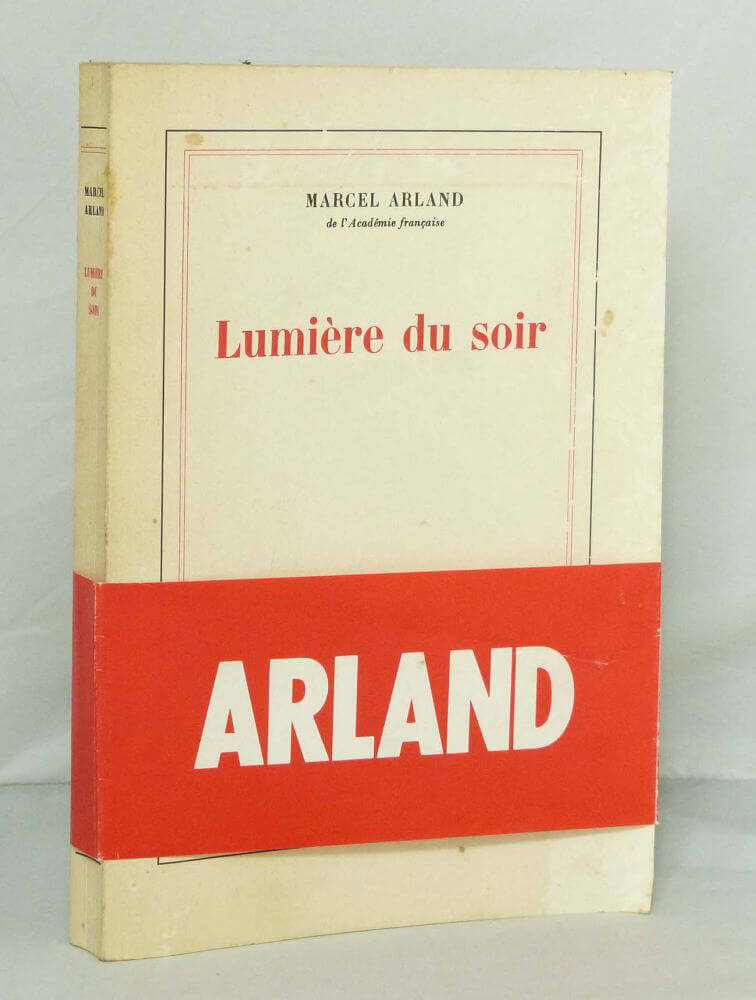 MARCEL
ARLAND
LUMIÈRE
DU
SOIR
MARCEL ARLAND
de l'Académie française
Lumière du soir
ARLAND